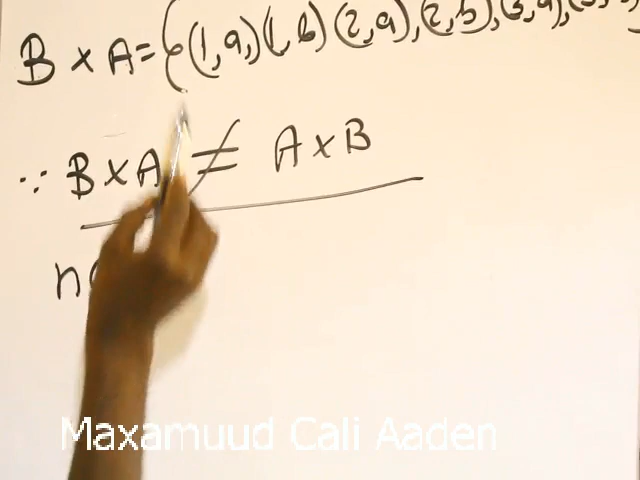 B × A = {(1, a,) (1, b) (2, a), (2, b), (3, a),
∵ B × A ≠ A × B
n
Maxamuud Cali Aaden